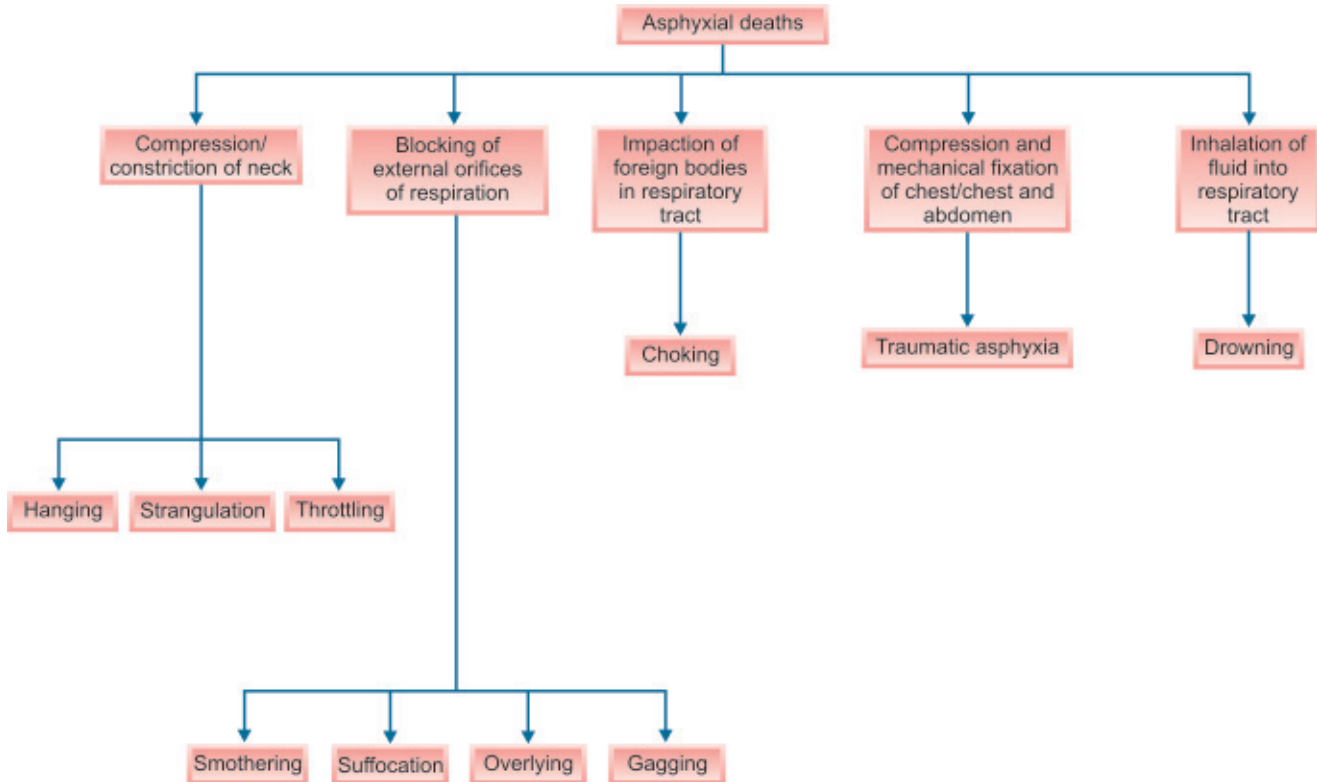 Asphyxial deaths
Compression/
constriction of neck
Blocking of
external orifices
of respiration
Impaction of
foreign bodies
in respiratory
tract
Compression and
mechanical fixation
of chest/chest and
abdomen
Inhalation of
fluid into
respiratory
tract
Choking
Traumatic asphyxia
Drowning
Hanging
Strangulation
Throttling
Smothering
Suffocation
Overlying
Gagging